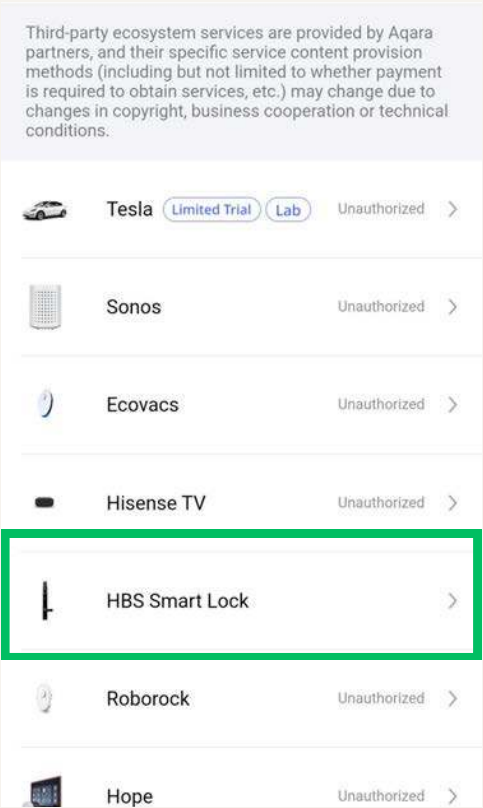 Third-party ecosystem services are provided by Aqara
partners, and their specific service content provision
methods (including but not limited to whether payment
is required to obtain services, etc.) may change due to
changes in copyright, business cooperation or technical
conditions.
Tesla Limited Trial Lab Unauthorized
Sonos Unauthorized
Ecovacs Unauthorized
Hisense TV Unauthorized
HBS Smart Lock
Roborock Unauthorized
Hope Unauthorized